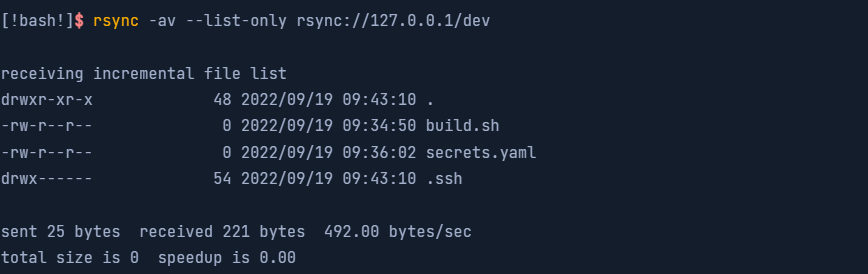 [!bash!]$ rsync -av --list-only rsync://127.0.0.1/dev
receiving incremental file list
drwxr-xr-x             48 2022/09/19 09:43:10 .
-rw-r--r--              0 2022/09/19 09:34:50 build.sh
-rw-r--r--              0 2022/09/19 09:36:02 secrets.yaml
drwx------             54 2022/09/19 09:43:10 .ssh
sent 25 bytes  received 221 bytes  492.00 bytes/sec
total size is 0  speedup is 0.00